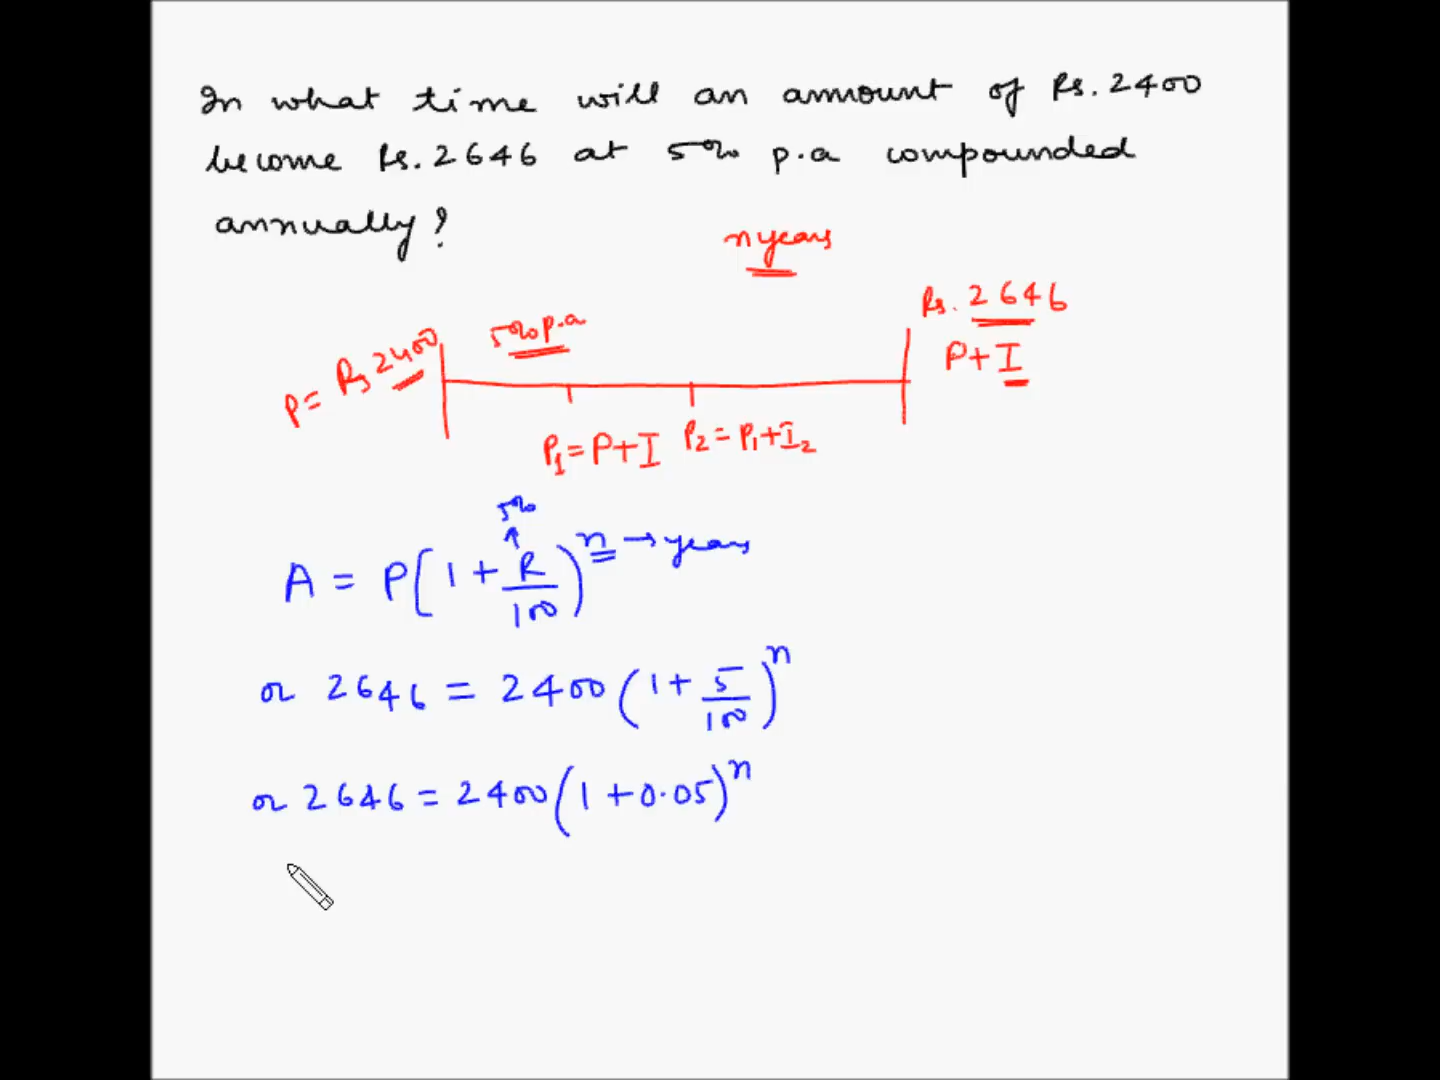 In what time will an amount of Rs. 2400
become Rs. 2646 at 5% p.a compounded
annually?
n years
Rs. 2646
P = Rs 2400
5% p.a
P + I
P₁ = P + I
P₂ = P₁ + I₂
5%
A = P(1 + R/100)ⁿ → years
or 2646 = 2400 (1 + 5/100)ⁿ
or 2646 = 2400 (1 + 0.05)ⁿ